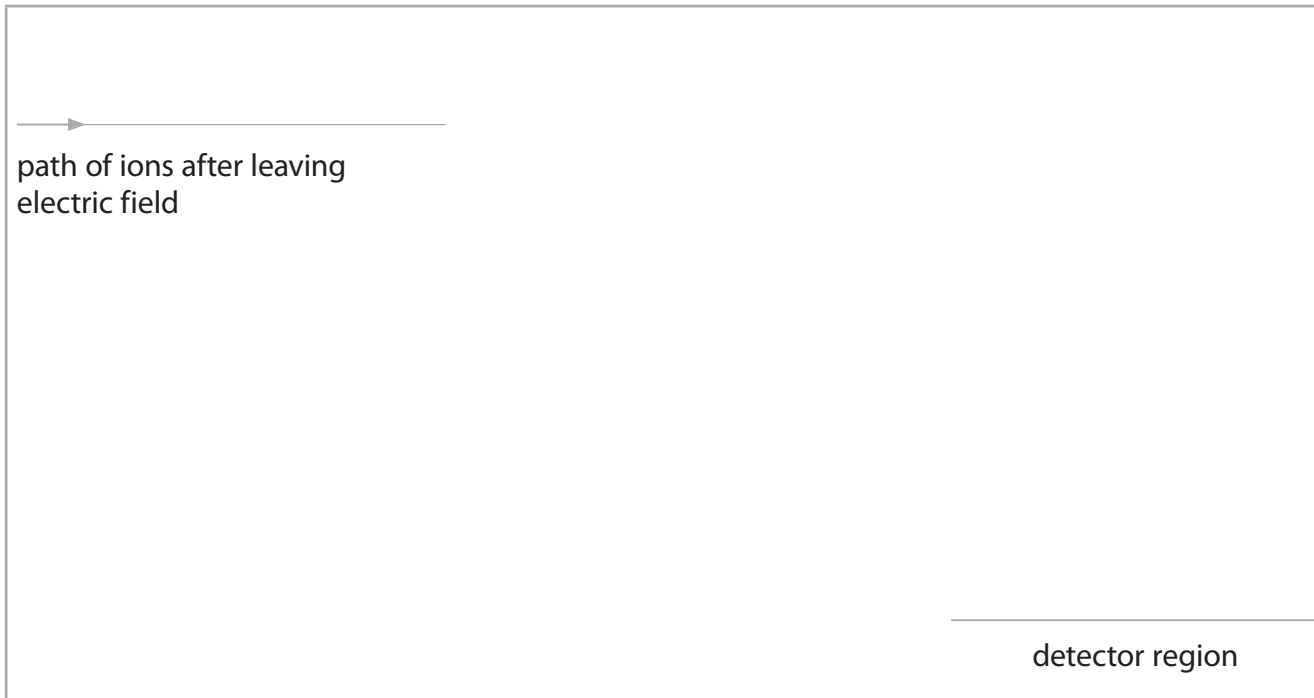 path of ions after leaving
electric field
detector region